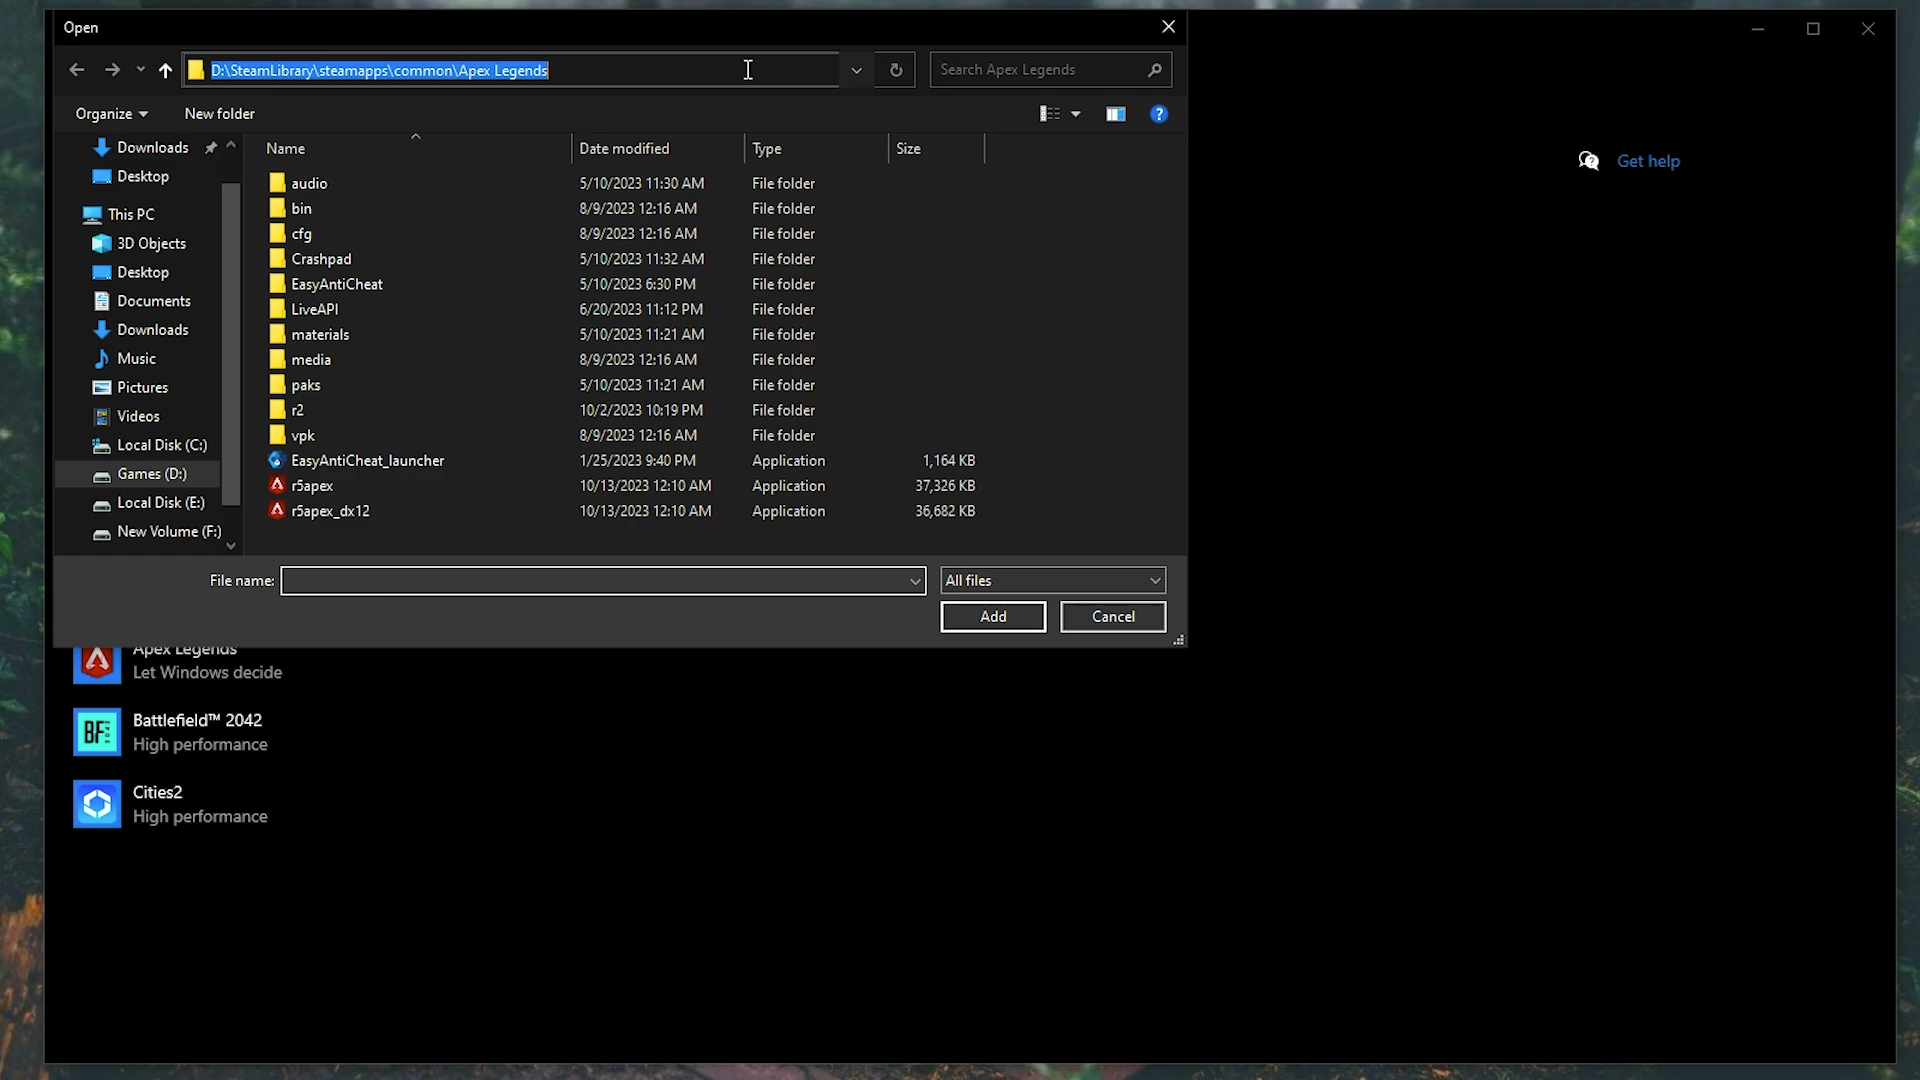 Open
D:\SteamLibrary\steamapps\common\Apex Legends
Search Apex Legends
Organize
New folder
Downloads
Desktop
This PC
3D Objects
Desktop
Documents
Downloads
Music
Pictures
Videos
Local Disk (C:)
Games (D:)
Local Disk (E:)
New Volume (F:)
Name Date modified Type Size
audio 5/10/2023 11:30 AM File folder
bin 8/9/2023 12:16 AM File folder
cfg 8/9/2023 12:16 AM File folder
Crashpad 5/10/2023 11:32 AM File folder
EasyAntiCheat 5/10/2023 6:30 PM File folder
LiveAPI 6/20/2023 11:12 PM File folder
materials 5/10/2023 11:21 AM File folder
media 8/9/2023 12:16 AM File folder
paks 5/10/2023 11:21 AM File folder
r2 10/2/2023 10:19 PM File folder
vpk 8/9/2023 12:16 AM File folder
EasyAntiCheat_launcher 1/25/2023 9:40 PM Application 1,164 KB
r5apex 10/13/2023 12:10 AM Application 37,326 KB
r5apex_dx12 10/13/2023 12:10 AM Application 36,682 KB
File name:
All files
Add
Cancel
Get help
Apex Legends
Let Windows decide
BF
Battlefield™ 2042
High performance
Cities2
High performance